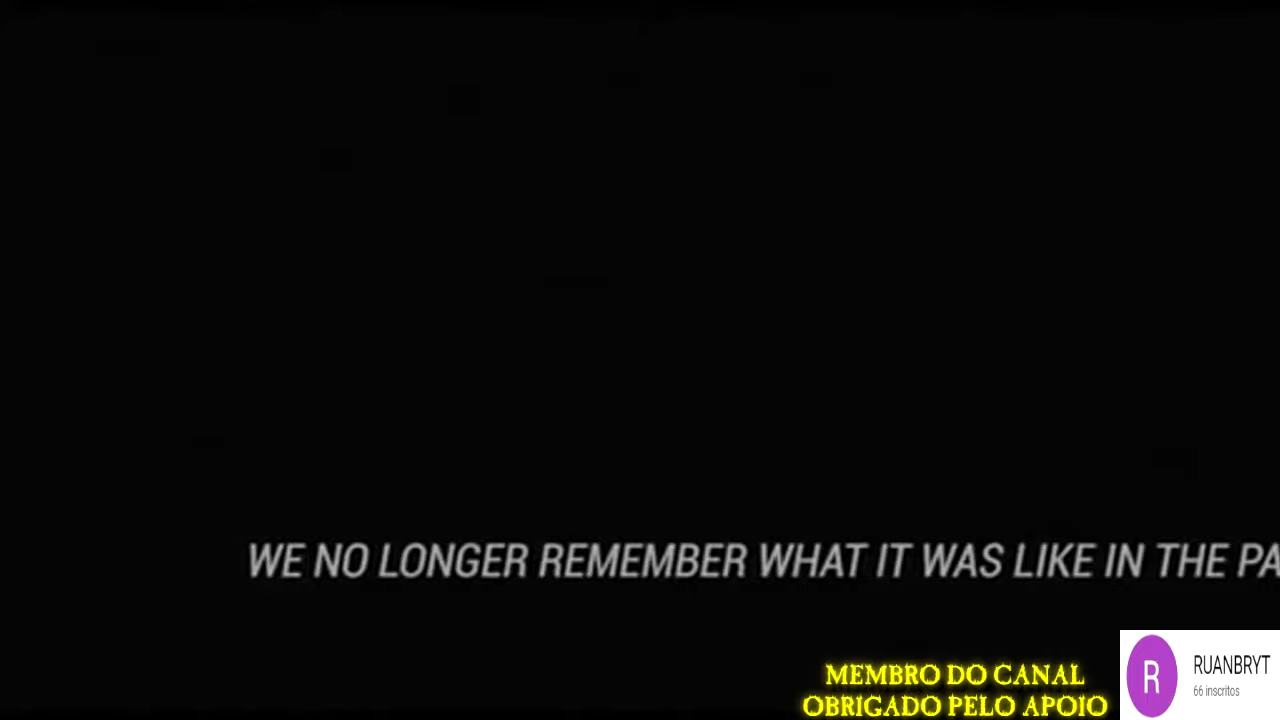 WE NO LONGER REMEMBER WHAT IT WAS LIKE IN THE PA
MEMBRO DO CANAL
OBRIGADO PELO APOIO
R
RUANBRYT
66 inscritos